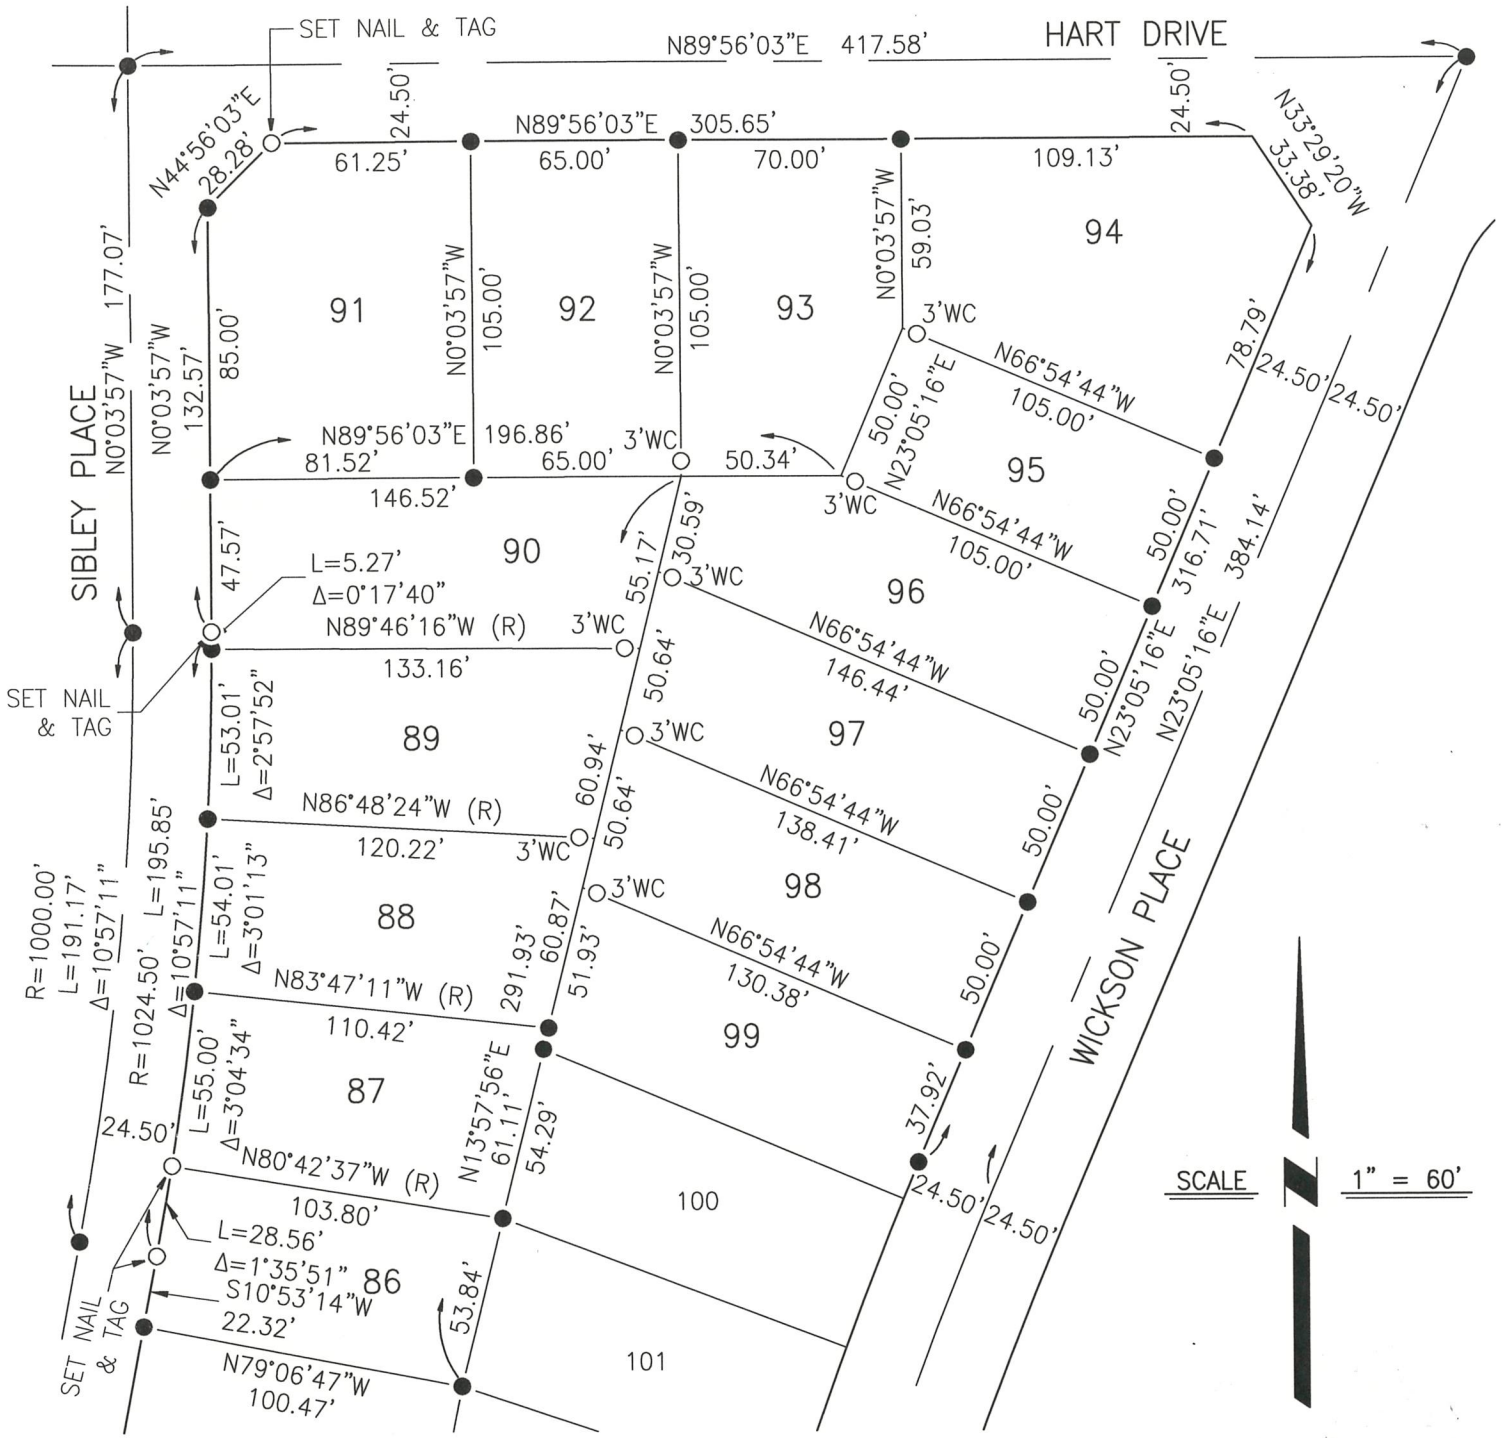 SET NAIL & TAG
N89°56'03"E 417.58'
HART DRIVE
24.50'
24.50'
N44°56'03"E
28.28'
N89°56'03"E 305.65'
61.25'
65.00'
70.00'
109.13'
N33°29'20"W
33.38'
N0°03'57"W 177.07'
N0°03'57"W
132.57'
85.00'
91
N0°03'57"W
105.00'
92
N0°03'57"W
105.00'
93
N0°03'57"W
59.03'
94
3'WC
78.79'
24.50'
24.50'
SIBLEY PLACE
N89°56'03"E 196.86'
81.52'
65.00'
3'WC
50.34'
146.52'
50.00'
N23°05'16"E
N66°54'44"W
105.00'
95
3'WC
N66°54'44"W
105.00'
50.00'
316.71'
384.14'
47.57'
L=5.27'
Δ=0°17'40"
90
30.59'
55.17'
3'WC
96
N89°46'16"W (R)
133.16'
3'WC
N66°54'44"W
146.44'
50.00'
N23°05'16"E
N23°05'16"E
SET NAIL
& TAG
L=53.01'
Δ=2°57'52"
89
50.64'
3'WC
97
60.94'
N86°48'24"W (R)
120.22'
3'WC
50.64'
N66°54'44"W
138.41'
50.00'
R=1000.00'
L=191.17'
Δ=10°57'11"
R=1024.50'
L=195.85'
Δ=10°57'11"
L=54.01'
Δ=3°01'13"
88
3'WC
98
60.87'
291.93'
51.93'
N66°54'44"W
130.38'
50.00'
WICKSON PLACE
N83°47'11"W (R)
110.42'
99
L=55.00'
Δ=3°04'34"
87
N13°57'56"E
61.11'
54.29'
37.92'
24.50'
N80°42'37"W (R)
103.80'
100
24.50'
24.50'
SCALE 1" = 60'
L=28.56'
Δ=1°35'51"
86
S10°53'14"W
22.32'
53.84'
SET NAIL
& TAG
N79°06'47"W
100.47'
101